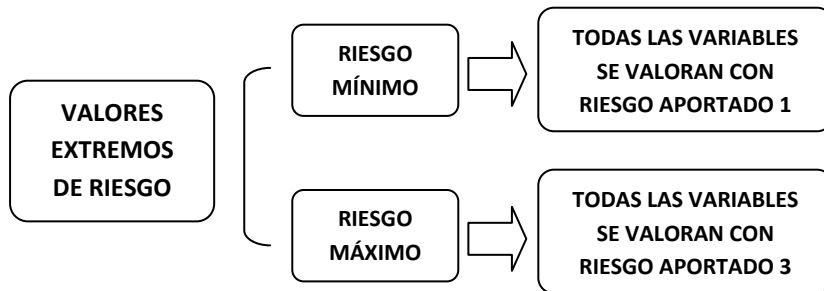 VALORES
EXTREMOS
DE RIESGO
RIESGO
MÍNIMO
TODAS LAS VARIABLES
SE VALORAN CON
RIESGO APORTADO 1
RIESGO
MÁXIMO
TODAS LAS VARIABLES
SE VALORAN CON
RIESGO APORTADO 3